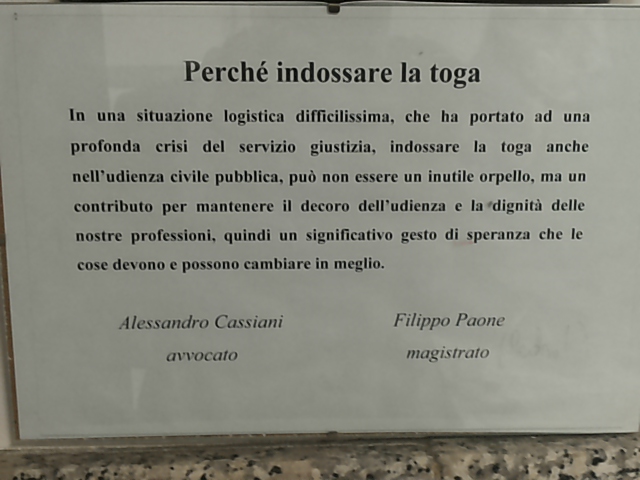 Perché indossare la toga
In una situazione logistica difficilissima, che ha portato ad una
profonda crisi del servizio giustizia, indossare la toga anche
nell'udienza civile pubblica, può non essere un inutile orpello, ma un
contributo per mantenere il decoro dell'udienza e la dignità delle
nostre professioni, quindi un significativo gesto di speranza che le
cose devono e possono cambiare in meglio.
Alessandro Cassiani Filippo Paone
avvocato magistrato